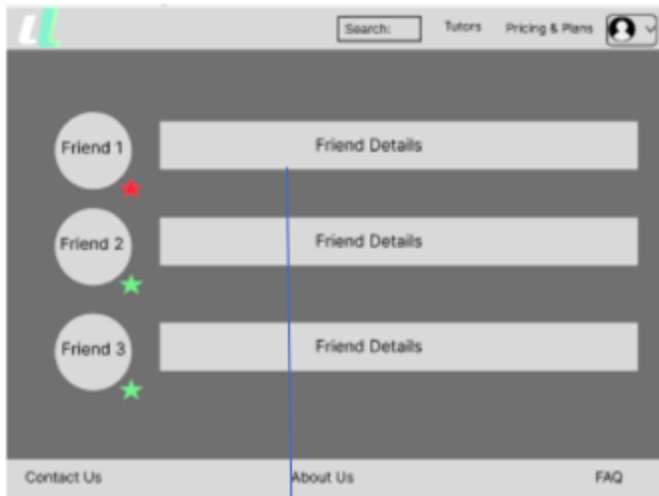 Search: Tutors Pricing & Plans
Friend 1 Friend Details
Friend 2 Friend Details
Friend 3 Friend Details
Contact Us About Us FAQ